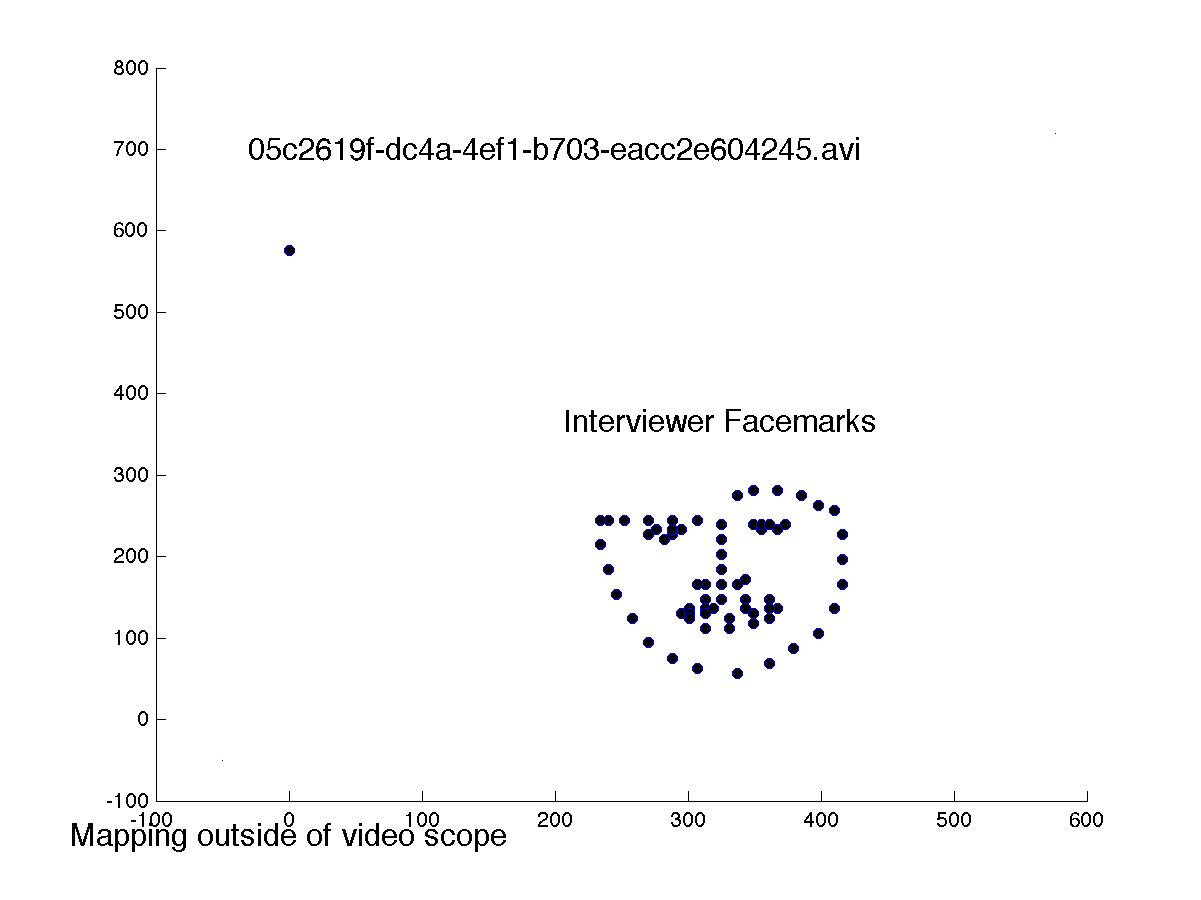 800
700
05c2619f-dc4a-4ef1-b703-eacc2e604245.avi
600
500
400
Interviewer Facemarks
300
200
100
0
-100
-100 0 100 200 300 400 500 600
Mapping outside of video scope